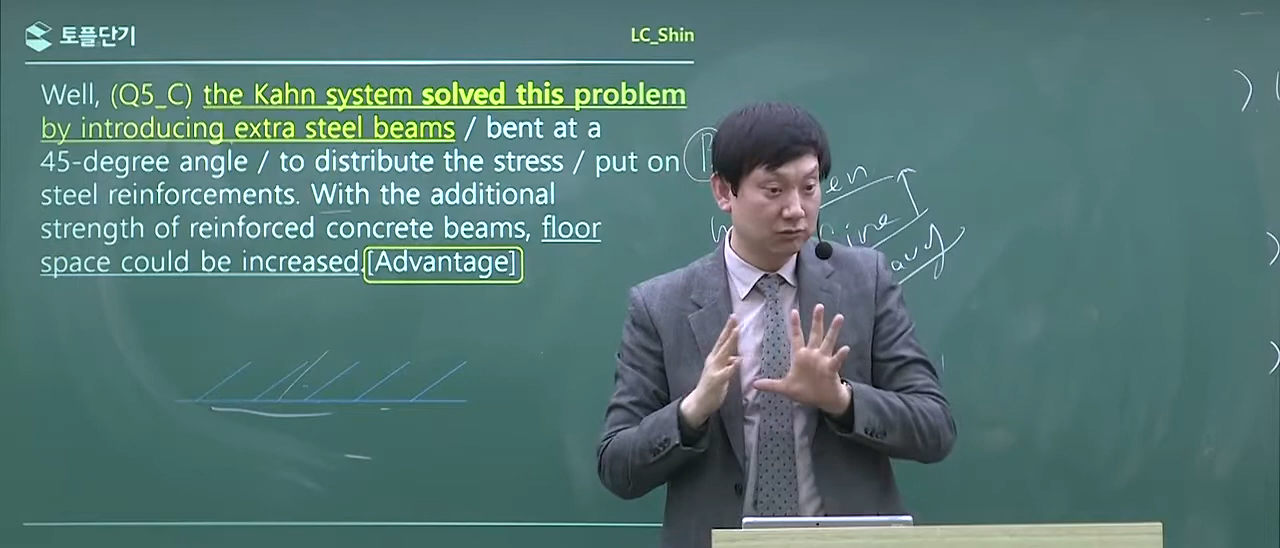 토플단기
LC_Shin
Well, (Q5_C) the Kahn system solved this problem
by introducing extra steel beams / bent at a
45-degree angle / to distribute the stress / put on
steel reinforcements. With the additional
strength of reinforced concrete beams, floor
space could be increased.[Advantage]